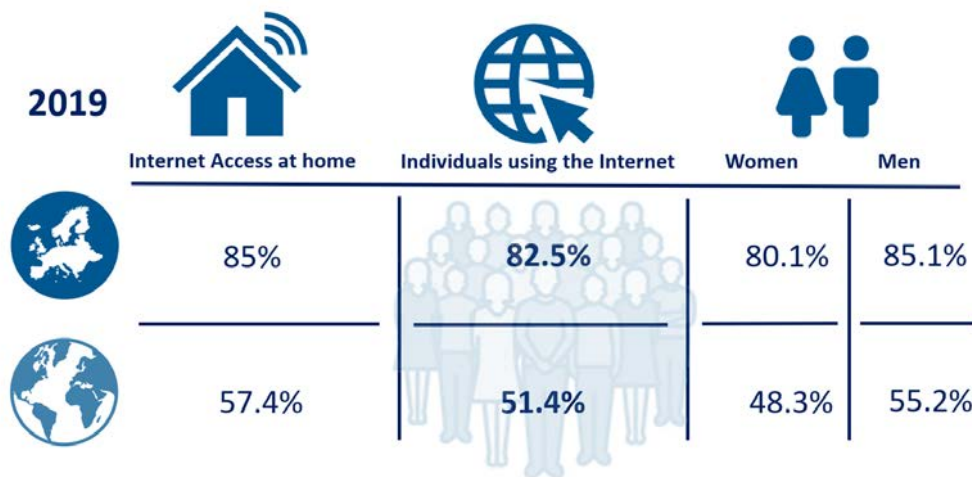 2019
Internet Access at home Individuals using the Internet Women Men
85% 82.5% 80.1% 85.1%
57.4% 51.4% 48.3% 55.2%